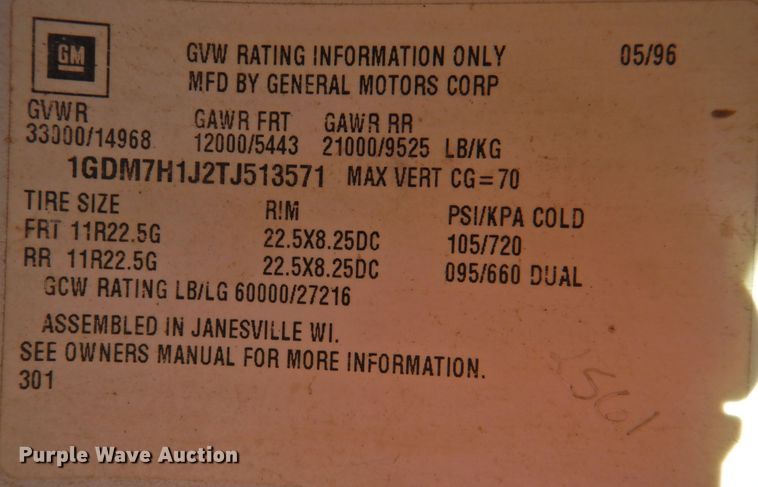 GM
GVW RATING INFORMATION ONLY 05/96
MFD BY GENERAL MOTORS CORP
GVWR GAWR FRT GAWR RR
33000/14968 12000/5443 21000/9525 LB/KG
1GDM7H1J2TJ513571 MAX VERT CG=70
TIRE SIZE RIM PSI/KPA COLD
FRT 11R22.5G 22.5X8.25DC 105/720
RR 11R22.5G 22.5X8.25DC 095/660 DUAL
GCW RATING LB/LG 60000/27216
ASSEMBLED IN JANESVILLE WI.
SEE OWNERS MANUAL FOR MORE INFORMATION.
301
2561
Purple Wave Auction